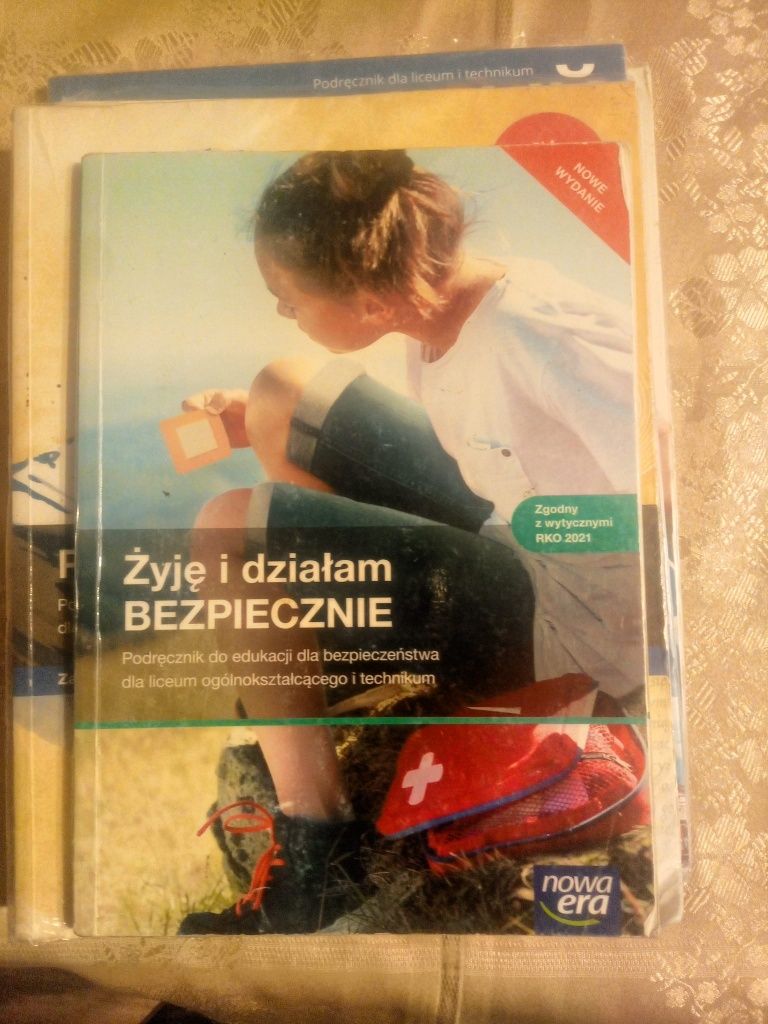 Podręcznik dla liceum i technikum
NOWE
WYDANIE
Zgodny
z wytycznymi
RKO 2021
Żyję i działam
BEZPIECZNIE
Podręcznik do edukacji dla bezpieczeństwa
dla liceum ogólnokształcącego i technikum
nowa
era